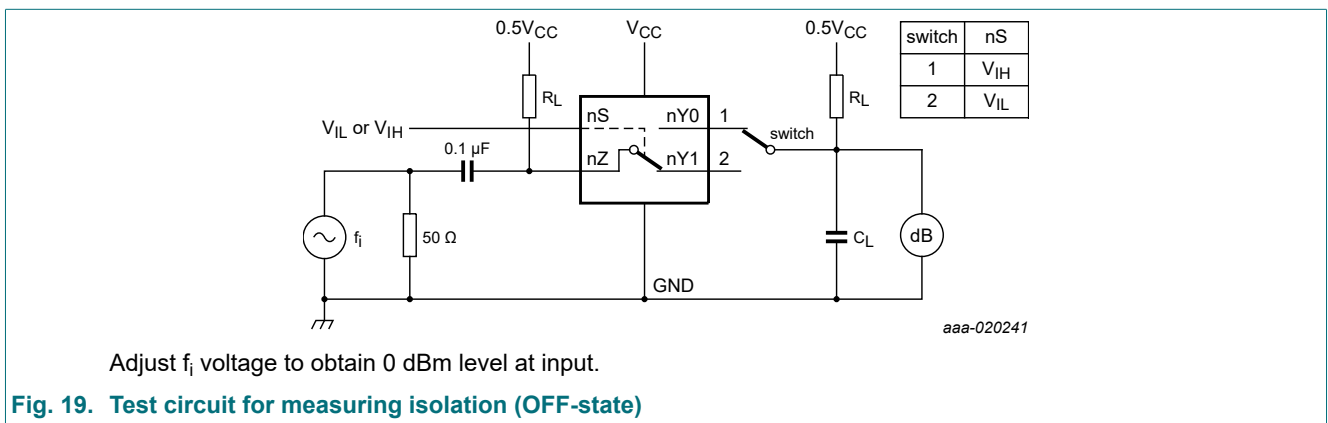 0.5VCC VCC 0.5VCC
switch nS
1 VIH
2 VIL
RL RL
nS nY0 1
VIL or VIH
switch
0.1 µF
nZ nY1 2
fi 50 Ω CL dB
GND
aaa-020241
Adjust fi voltage to obtain 0 dBm level at input.
Fig. 19. Test circuit for measuring isolation (OFF-state)